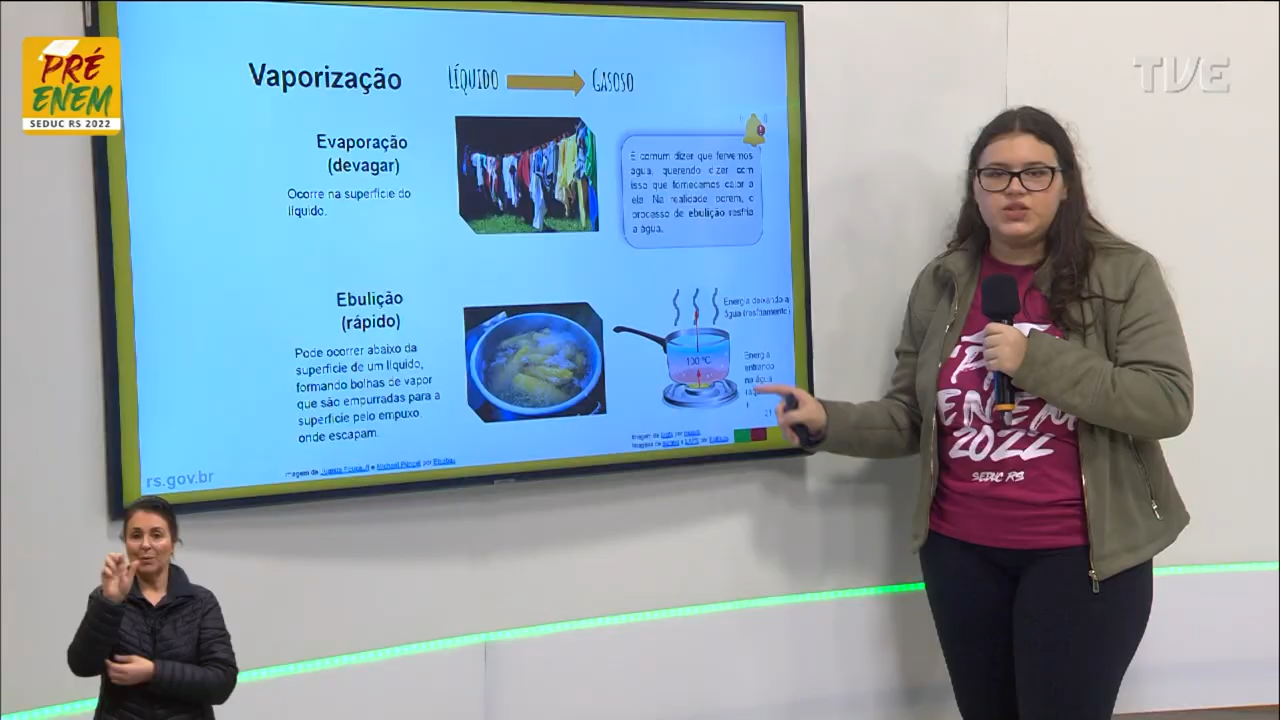 PRÉ
ENEM
SEDUC RS 2022
TVE
Vaporização
LÍQUIDO
GASOSO
Evaporação
(devagar)
Ocorre na superfície do
líquido.
É comum dizer que fervemos
água, querendo dizer com
isso que fornecemos calor a
ela. Na realidade porém, o
processo de ebulição resfria
a água.
Ebulição
(rápido)
Pode ocorrer abaixo da
superfície de um líquido,
formando bolhas de vapor
que são empurradas para a
superfície pelo empuxo,
onde escapam.
Energia deixando a
água (resfriamento)
100 ºC
Energia
entrando
na água
rs.gov.br
ENEM
2022
SEDUC RS